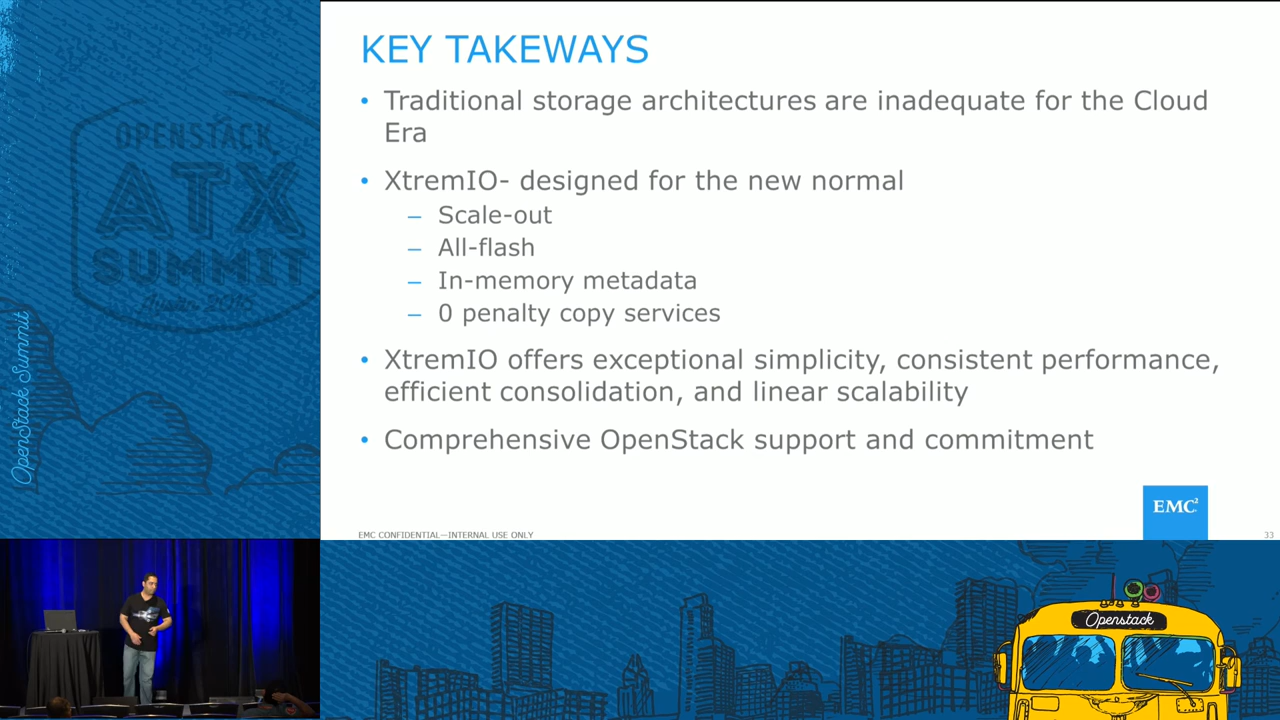 OPENSTACK
ATX
SUMMIT
Austin 2016
OpenStack Summit
KEY TAKEWAYS
• Traditional storage architectures are inadequate for the Cloud
Era
• XtremIO- designed for the new normal
– Scale-out
– All-flash
– In-memory metadata
– 0 penalty copy services
• XtremIO offers exceptional simplicity, consistent performance,
efficient consolidation, and linear scalability
• Comprehensive OpenStack support and commitment
EMC²
EMC CONFIDENTIAL—INTERNAL USE ONLY
33
Openstack